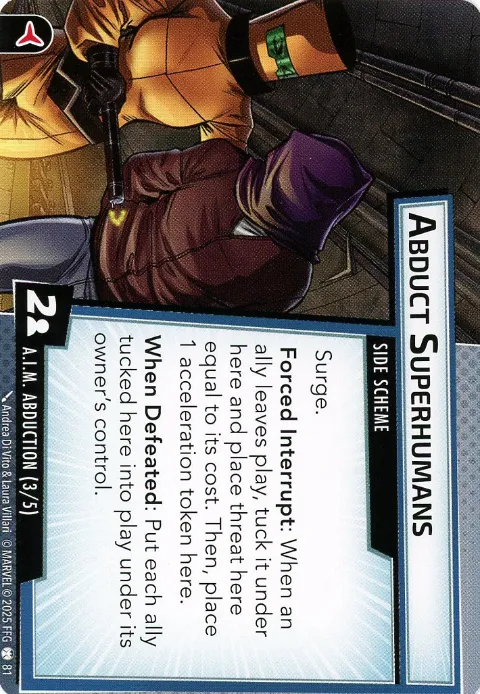 ABDUCT SUPERHUMANS
SIDE SCHEME
Surge.
Forced Interrupt: When an
ally leaves play, tuck it under
here and place threat here
equal to its cost. Then, place
1 acceleration token here.
When Defeated: Put each ally
tucked here into play under its
owner's control.
2
A.I.M. ABDUCTION (3/5)
Andrea Di Vito & Laura Villari © MARVEL © 2025 FFG 81